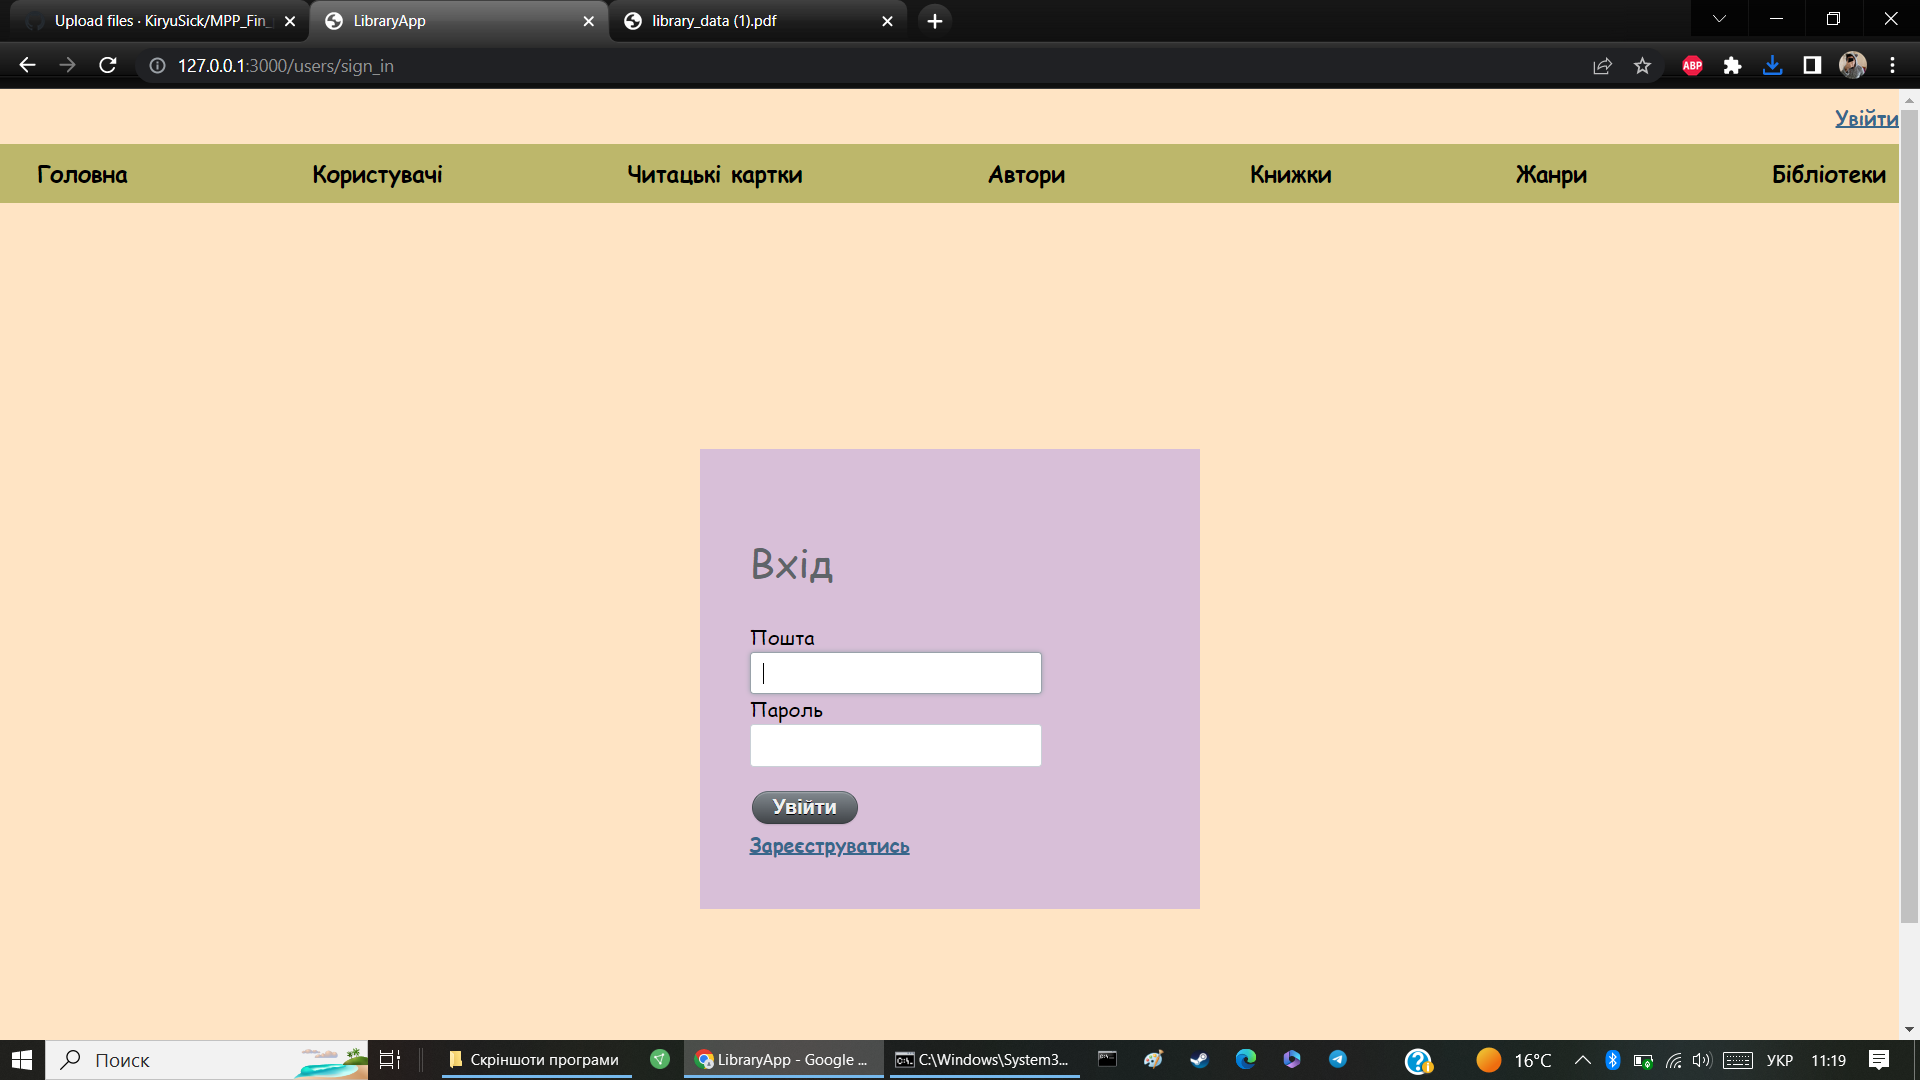 Upload files · KiryuSick/MPP_Fin_
LibraryApp
library_data (1).pdf
127.0.0.1:3000/users/sign_in
ABP
Увійти
Головна
Користувачі
Читацькі картки
Автори
Книжки
Жанри
Бібліотеки
Вхід
Пошта
Пароль
Увійти
Зареєструватись
Поиск
Скріншоти програми
LibraryApp - Google ...
C:\Windows\System3...
16°C
УКР
11:19